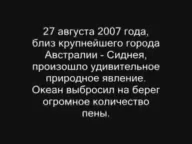 27 августа 2007 года,
близ крупнейшего города
Австралии - Сиднея,
произошло удивительное
природное явление.
Океан выбросил на берег
огромное количество
пены.